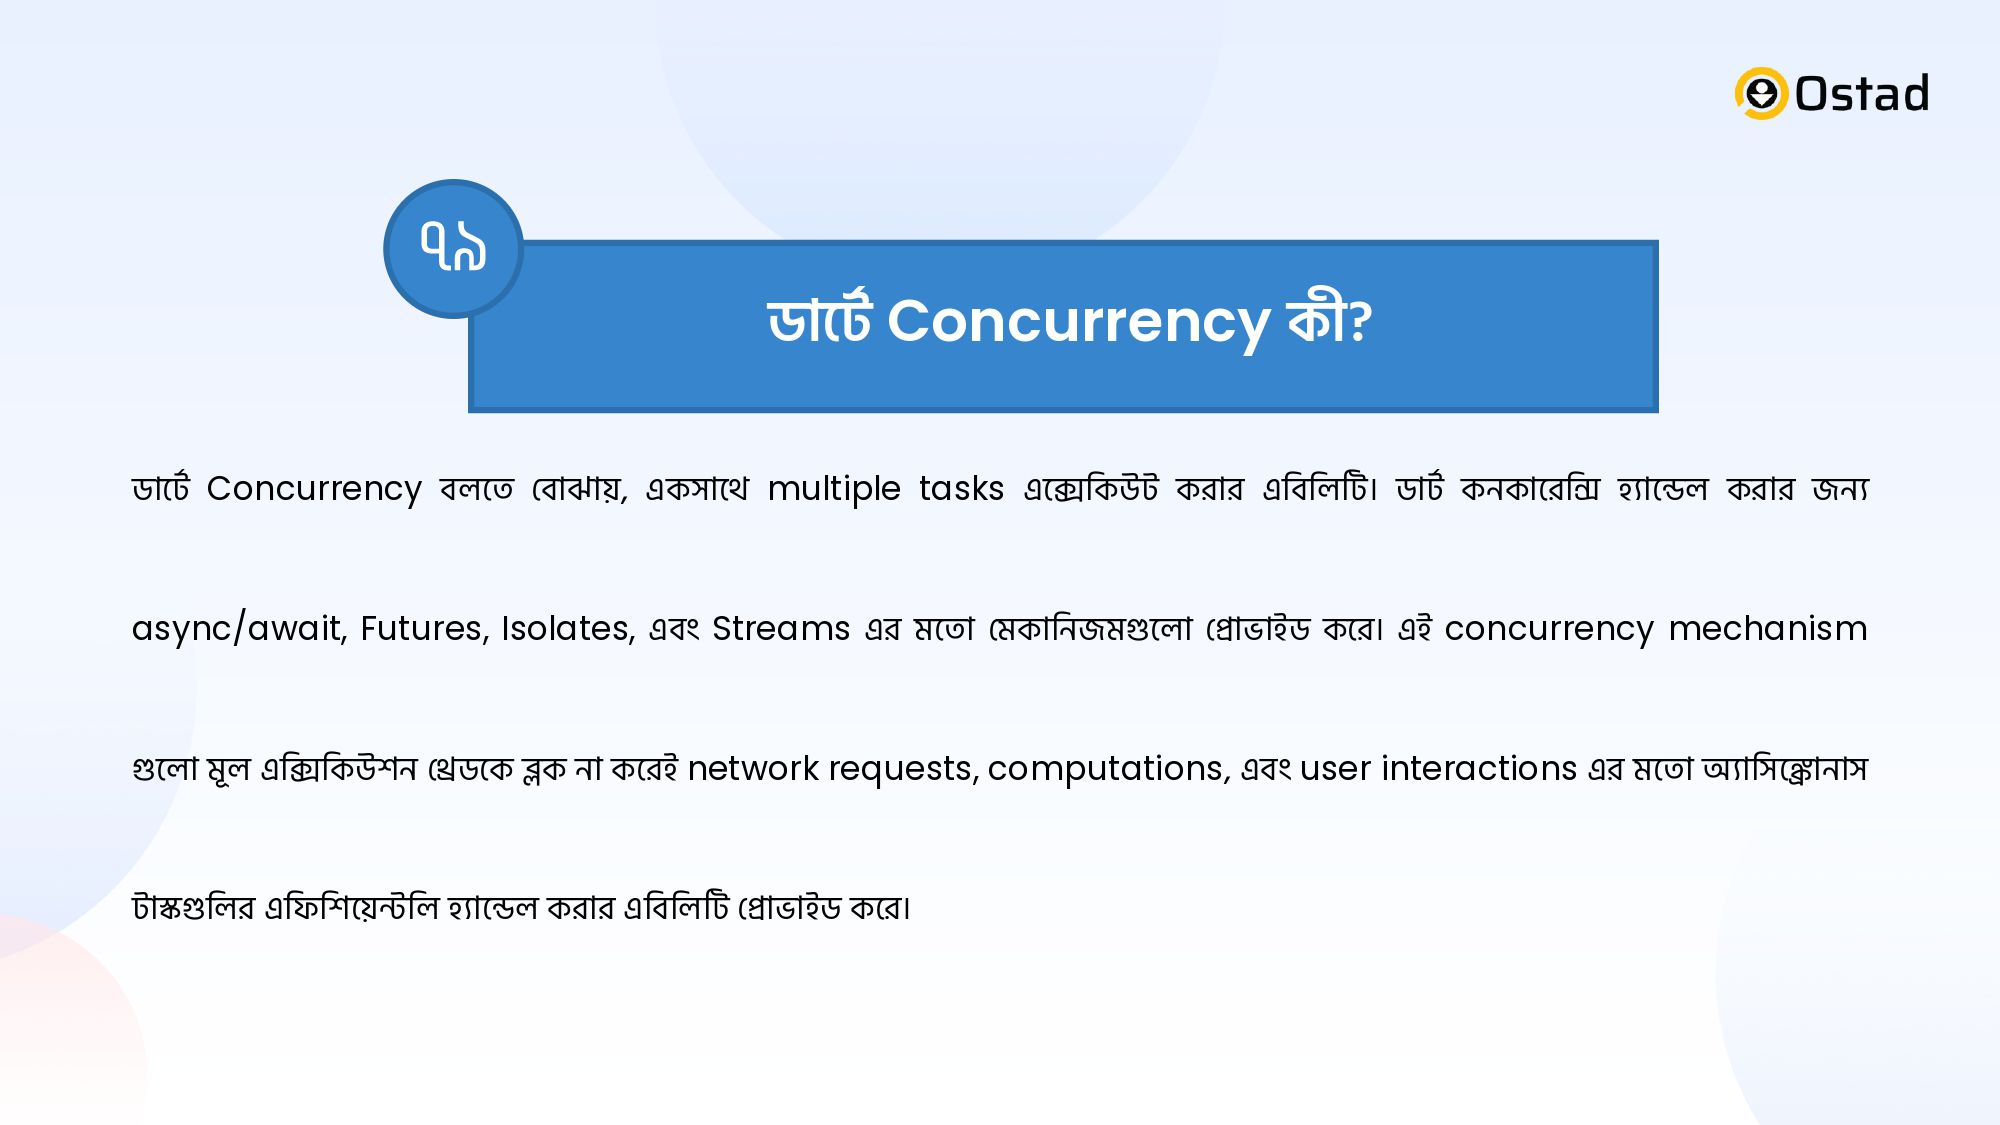 Ostad
৭৯
ডার্টে Concurrency কী?
ডার্টে Concurrency বলতে বোঝায়, একসাথে multiple tasks এক্সেকিউট করার এবিলিটি। ডার্ট কনকারেন্সি হ্যান্ডেল করার জন্য
async/await, Futures, Isolates, এবং Streams এর মতো মেকানিজমগুলো প্রোভাইড করে। এই concurrency mechanism
গুলো মূল এক্সিকিউশন থ্রেডকে ব্লক না করেই network requests, computations, এবং user interactions এর মতো অ্যাসিঙ্ক্রোনাস
টাস্কগুলির এফিশিয়েন্টলি হ্যান্ডেল করার এবিলিটি প্রোভাইড করে।